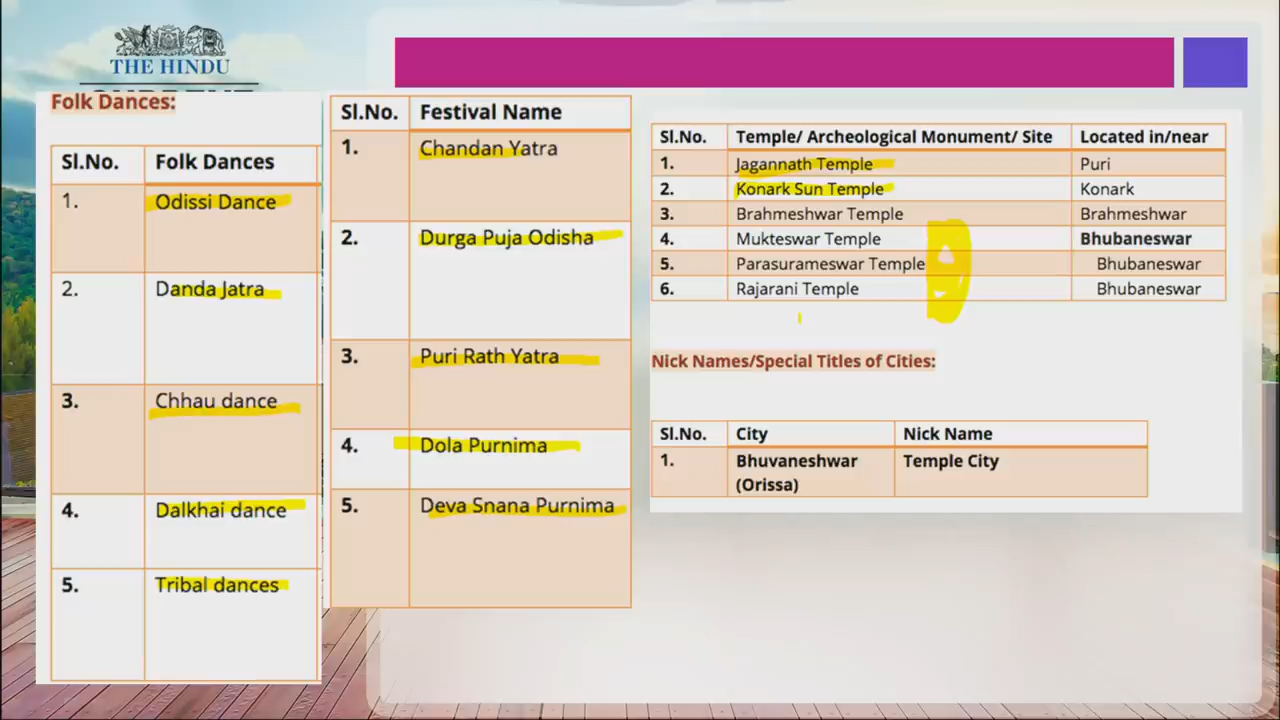 THE HINDU
Folk Dances:
Sl.No. Folk Dances
1. Odissi Dance
2. Danda Jatra
3. Chhau dance
4. Dalkhai dance
5. Tribal dances
Sl.No. Festival Name
1. Chandan Yatra
2. Durga Puja Odisha
3. Puri Rath Yatra
4. Dola Purnima
5. Deva Snana Purnima
Sl.No. Temple/ Archeological Monument/ Site Located in/near
1. Jagannath Temple Puri
2. Konark Sun Temple Konark
3. Brahmeshwar Temple Brahmeshwar
4. Mukteswar Temple Bhubaneswar
5. Parasurameswar Temple Bhubaneswar
6. Rajarani Temple Bhubaneswar
Nick Names/Special Titles of Cities:
Sl.No. City Nick Name
1. Bhuvaneshwar Temple City
(Orissa)